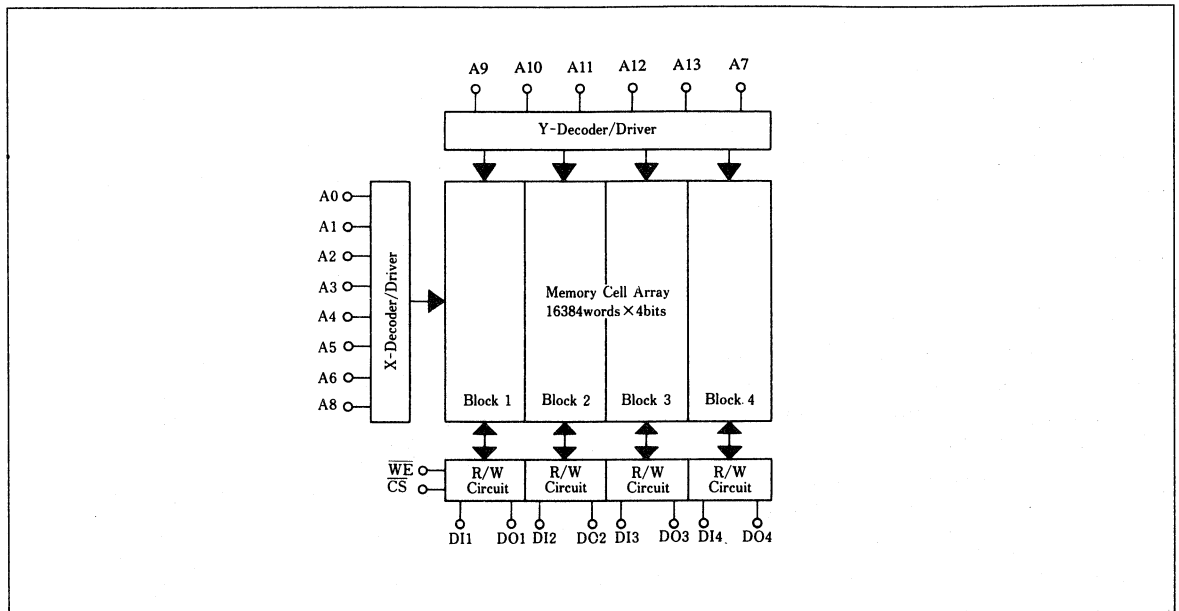 A9 A10 A11 A12 A13 A7
Y-Decoder/Driver
A0
A1
A2
A3
A4
A5
A6
A8
X-Decoder/Driver
Memory Cell Array
16384words×4bits
Block 1 Block 2 Block 3 Block 4
W̅E̅
C̅S̅
R/W Circuit
R/W Circuit
R/W Circuit
R/W Circuit
DI1 DO1 DI2 DO2 DI3 DO3 DI4 DO4